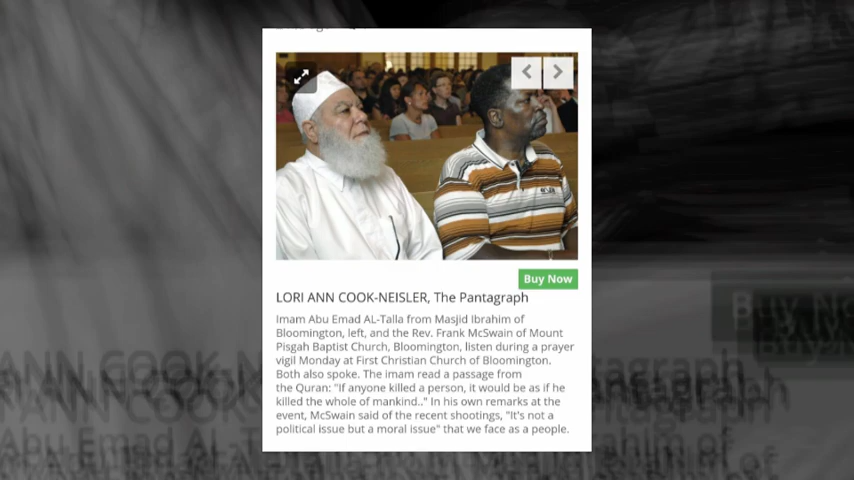 Buy Now
LORI ANN COOK-NEISLER, The Pantagraph
Imam Abu Emad AL-Talla from Masjid Ibrahim of
Bloomington, left, and the Rev. Frank McSwain of Mount
Pisgah Baptist Church, Bloomington, listen during a prayer
vigil Monday at First Christian Church of Bloomington.
Both also spoke. The imam read a passage from
the Quran: "If anyone killed a person, it would be as if he
killed the whole of mankind.." In his own remarks at the
event, McSwain said of the recent shootings, "It's not a
political issue but a moral issue" that we face as a people.